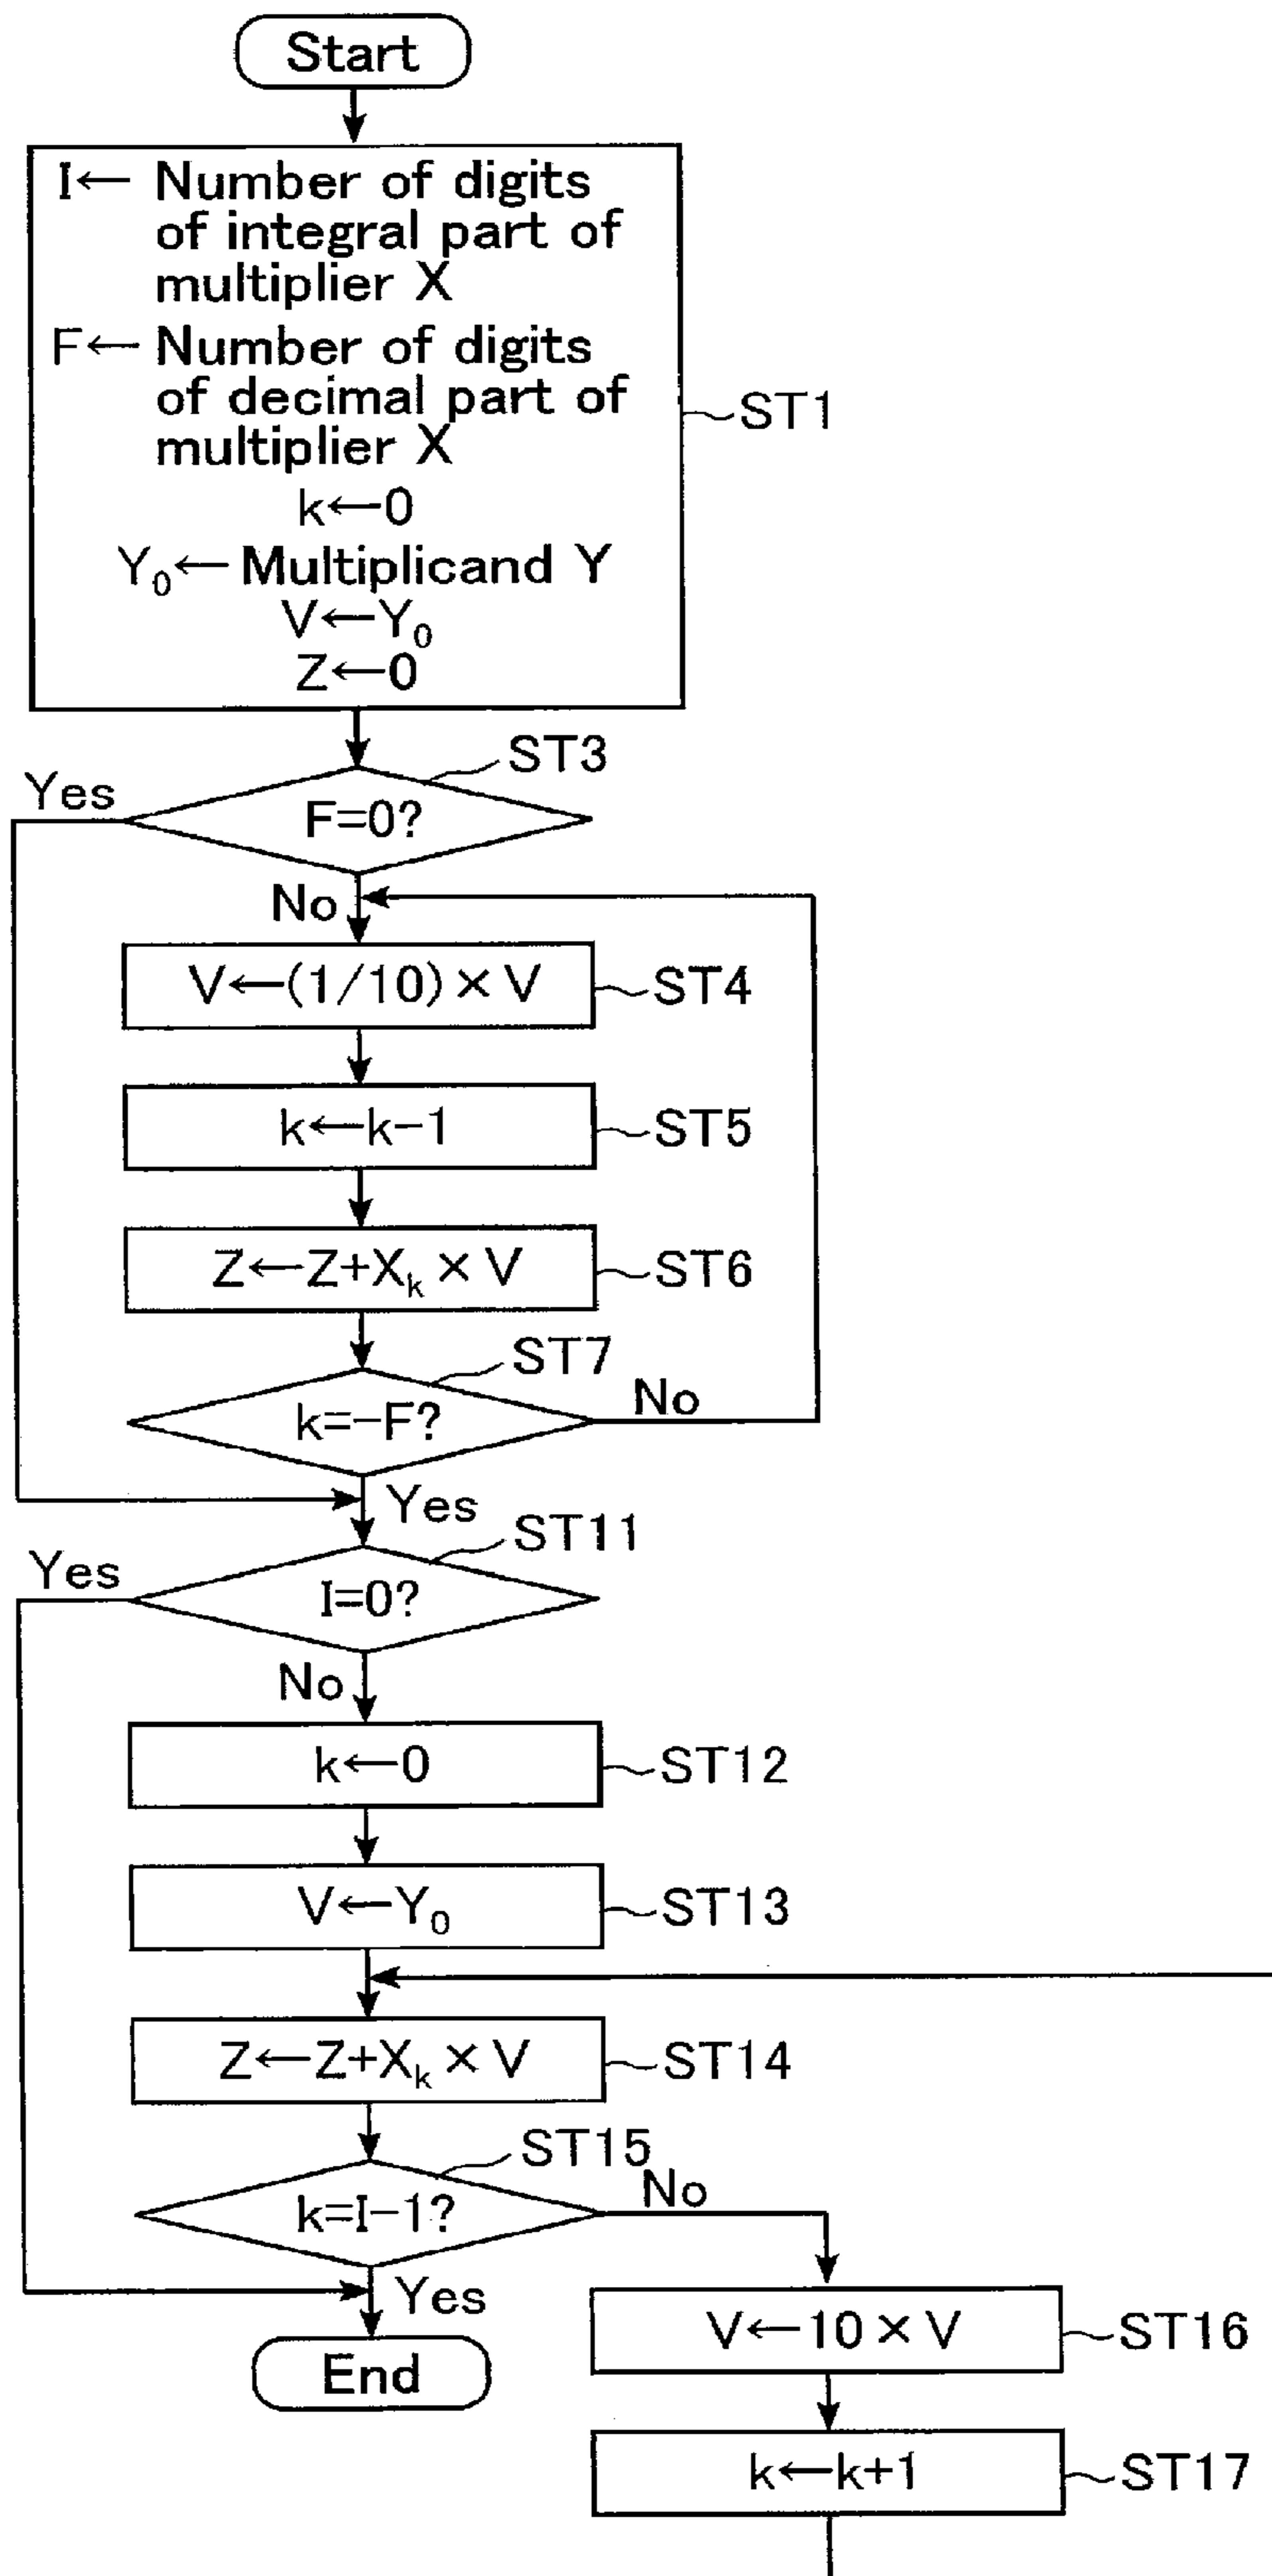 Start
I← Number of digits
of integral part of
multiplier X
F← Number of digits
of decimal part of
multiplier X
ST1
k←0
Y₀← Multiplicand Y
V←Y₀
Z←0
ST3
Yes
F=0?
No
V←(1/10)×V
ST4
k←k-1
ST5
Z←Z+Xₖ×V
ST6
ST7
k=-F?
No
Yes
ST11
Yes
I=0?
No
k←0
ST12
V←Y₀
ST13
Z←Z+Xₖ×V
ST14
ST15
k=I-1?
No
Yes
V←10×V
ST16
End
k←k+1
ST17